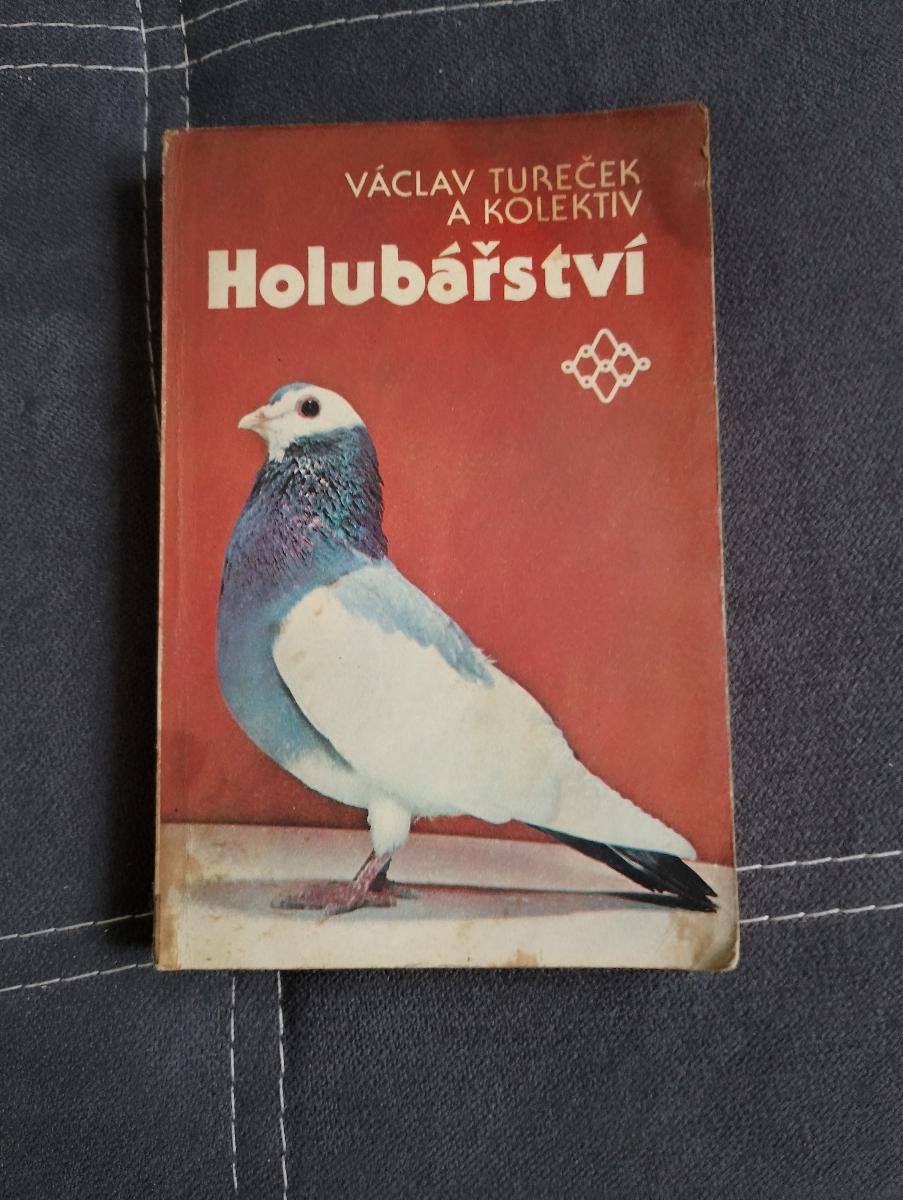 VÁCLAV TUREČEK
A KOLEKTIV
Holubářství